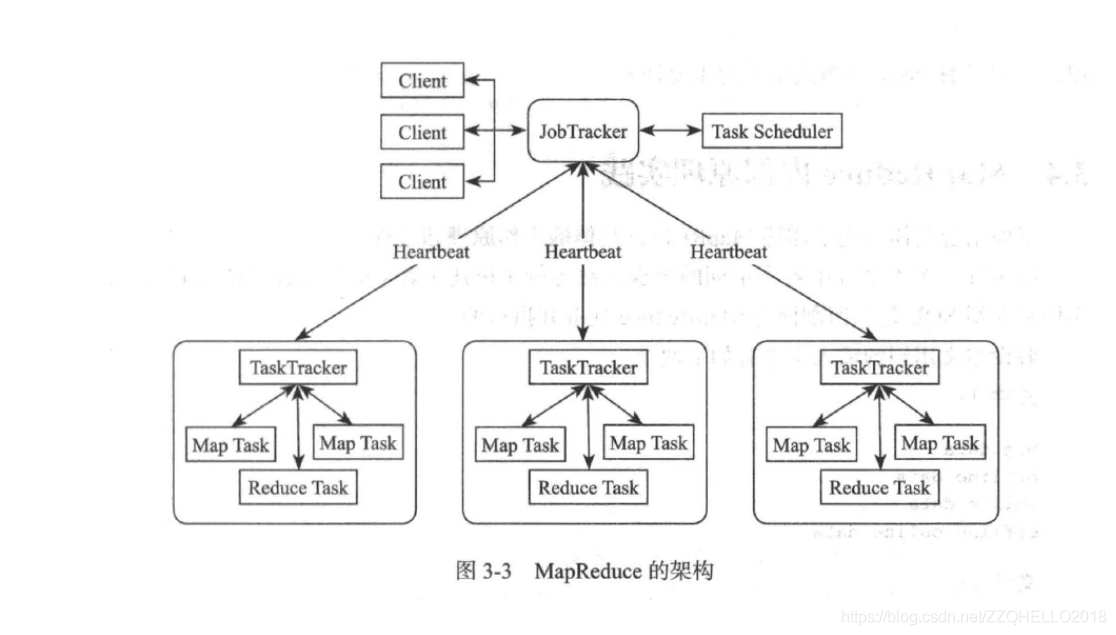 Client
Client
Client
JobTracker
Task Scheduler
Heartbeat
Heartbeat
Heartbeat
TaskTracker
Map Task
Map Task
Reduce Task
TaskTracker
Map Task
Map Task
Reduce Task
TaskTracker
Map Task
Map Task
Reduce Task
图 3-3 MapReduce 的架构
https://blog.csdn.net/ZZQHELLO2018